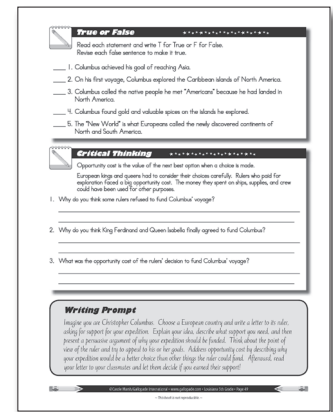 True or False
Read each statement and write T for True or F for False.
Revise each false sentence to make it true.
1. Columbus achieved his goal of reaching Asia.
2. On his first voyage, Columbus explored the Caribbean islands of North America.
3. Columbus called the native people he met "Americans" because he had landed in
North America.
4. Columbus found gold and valuable spices on the islands he explored.
5. The "New World" is what Europeans called the newly discovered continents of
North and South America.
Critical Thinking
Opportunity cost is the value of the next best option when a choice is made.
European kings and queens had to consider their choices carefully. Rulers who paid for
exploration faced a big opportunity cost. The money they spent on ships, supplies, and crew
could have been used for other purposes.
1. Why do you think some rulers refused to fund Columbus' voyage?
2. Why do you think King Ferdinand and Queen Isabella finally agreed to fund Columbus?
3. What was the opportunity cost of the rulers' decision to fund Columbus' voyage?
Writing Prompt
Imagine you are Christopher Columbus. Choose a European country and write a letter to its ruler,
asking for support for your expedition. Explain your idea, describe what support you need, and then
present a persuasive argument of why your expedition should be funded. Think about the point of
view of the ruler and try to appeal to his or her goals. Address opportunity cost by describing why
your expedition would be a better choice than other things the ruler could fund. Afterward, read
your letter to your classmates and let them decide if you earned their support!